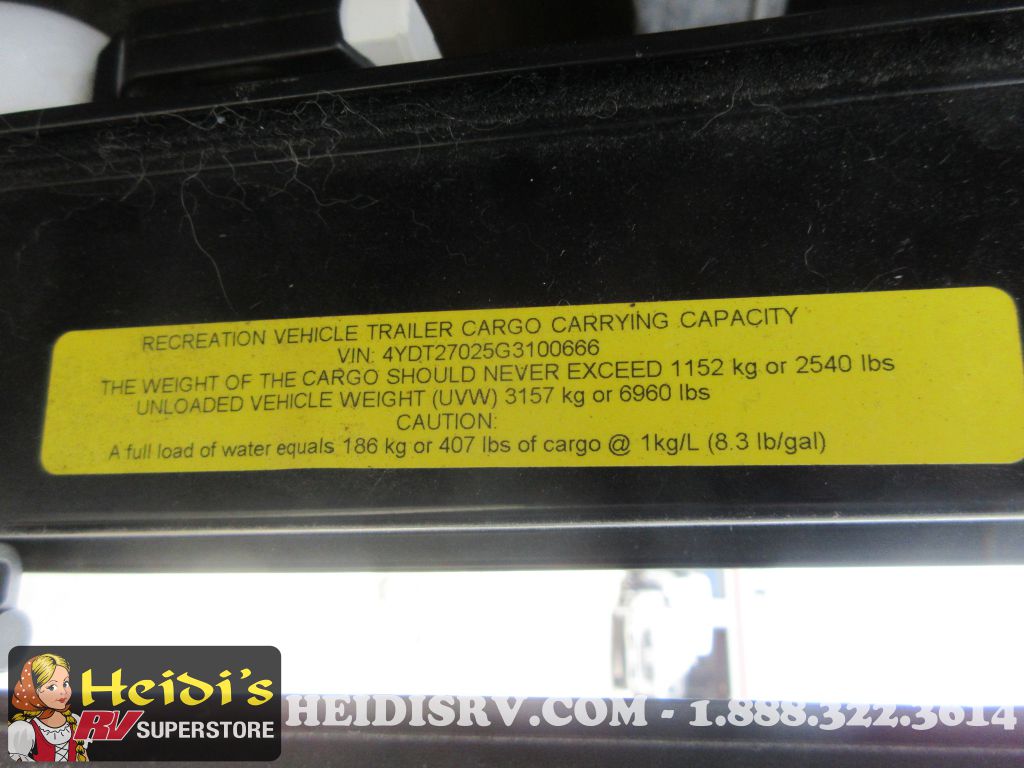 RECREATION VEHICLE TRAILER CARGO CARRYING CAPACITY
VIN: 4YDT27025G3100666
THE WEIGHT OF THE CARGO SHOULD NEVER EXCEED 1152 kg or 2540 lbs
UNLOADED VEHICLE WEIGHT (UVW) 3157 kg or 6960 lbs
CAUTION:
A full load of water equals 186 kg or 407 lbs of cargo @ 1kg/L (8.3 lb/gal)
Heidi's
RV SUPERSTORE
HEIDISRV.COM - 1.888.322.3614